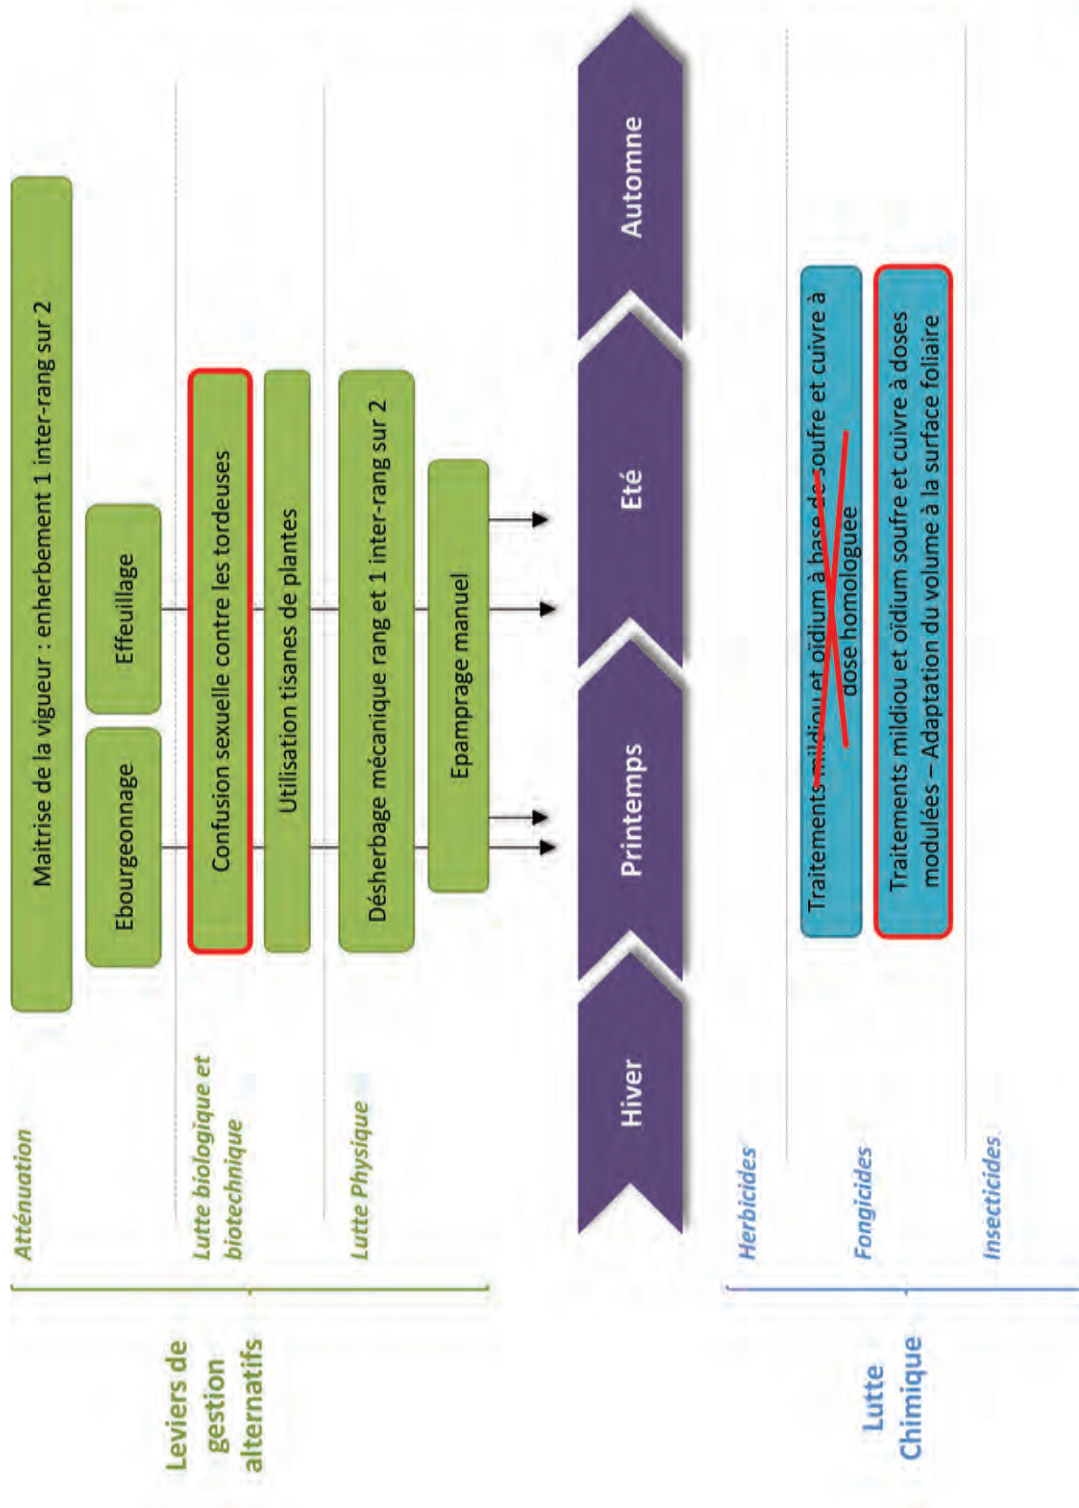 Leviers de
gestion
alternatifs
Atténuation
Maitrise de la vigueur : enherbement 1 inter-rang sur 2
Ebourgeonnage
Effeuillage
Lutte biologique et
biotechnique
Confusion sexuelle contre les tordeuses
Utilisation tisanes de plantes
Lutte Physique
Désherbage mécanique rang et 1 inter-rang sur 2
Epamprage manuel
Hiver
Printemps
Eté
Automne
Lutte
Chimique
Herbicides
Fongicides
Traitements mildiou et oïdium à base de soufre et cuivre à
dose homologuée
Traitements mildiou et oïdium soufre et cuivre à doses
modulées – Adaptation du volume à la surface foliaire
Insecticides